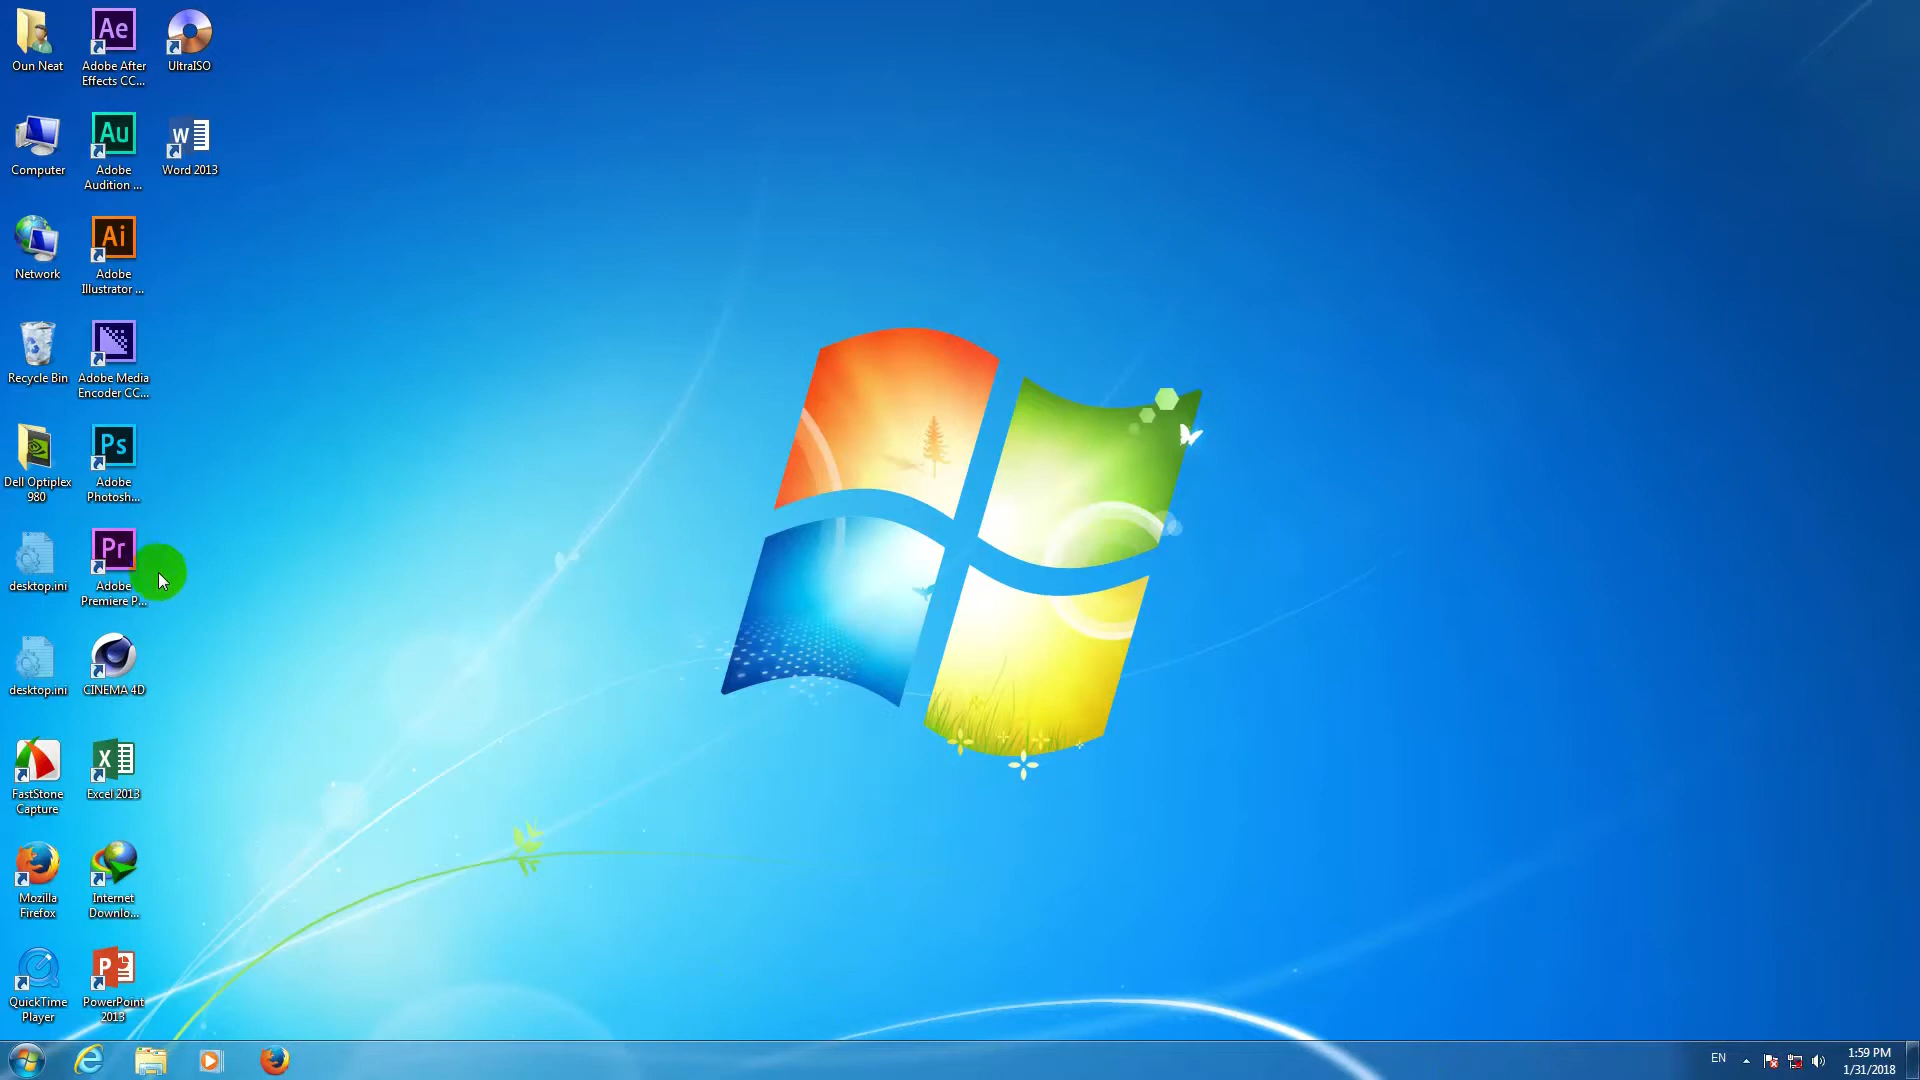 Oun Neat
Computer
Network
Recycle Bin
Dell Optiplex
980
desktop.ini
desktop.ini
FastStone
Capture
Mozilla
Firefox
QuickTime
Player
Ae
Adobe After
Effects CC...
Au
Adobe
Audition ...
Ai
Adobe
Illustrator ...
Adobe Media
Encoder CC...
Ps
Adobe
Photosh...
Pr
Adobe
Premiere P...
CINEMA 4D
X
Excel 2013
Internet
Downlo...
P
PowerPoint
2013
UltraISO
W
Word 2013
EN
1:59 PM
1/31/2018